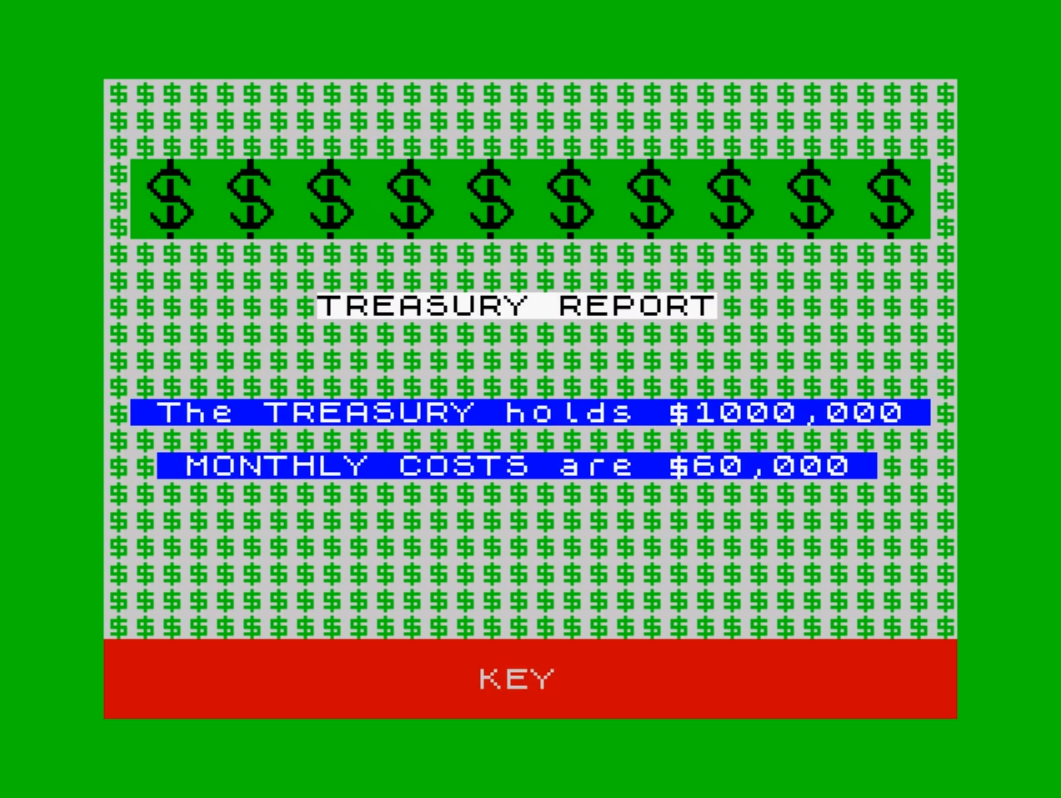 TREASURY REPORT
The TREASURY holds $1000,000
MONTHLY COSTS are $60,000
KEY